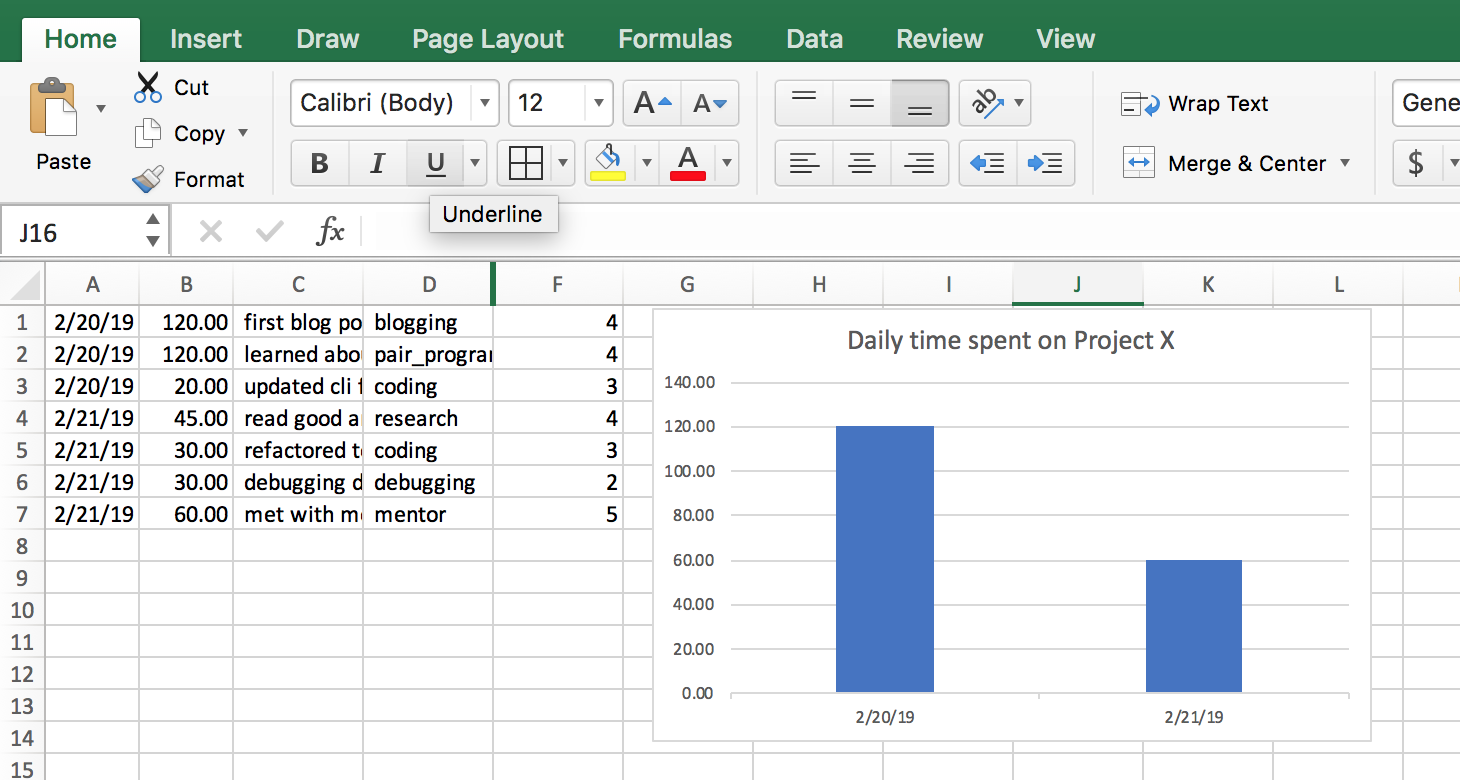 Home Insert Draw Page Layout Formulas Data Review View
Cut
Calibri (Body) 12 A A ab Wrap Text Gene
Copy
Paste B I U A Merge & Center $
Format
Underline
J16 fx
A B C D F G H I J K L
1 2/20/19 120.00 first blog po blogging 4
2 2/20/19 120.00 learned abo pair_progra 4
3 2/20/19 20.00 updated cli f coding 3
4 2/21/19 45.00 read good a research 4
5 2/21/19 30.00 refactored t coding 3
6 2/21/19 30.00 debugging d debugging 2
7 2/21/19 60.00 met with m mentor 5
8
9
10
11
12
13
14
15
Daily time spent on Project X
140.00
120.00
100.00
80.00
60.00
40.00
20.00
0.00
2/20/19 2/21/19